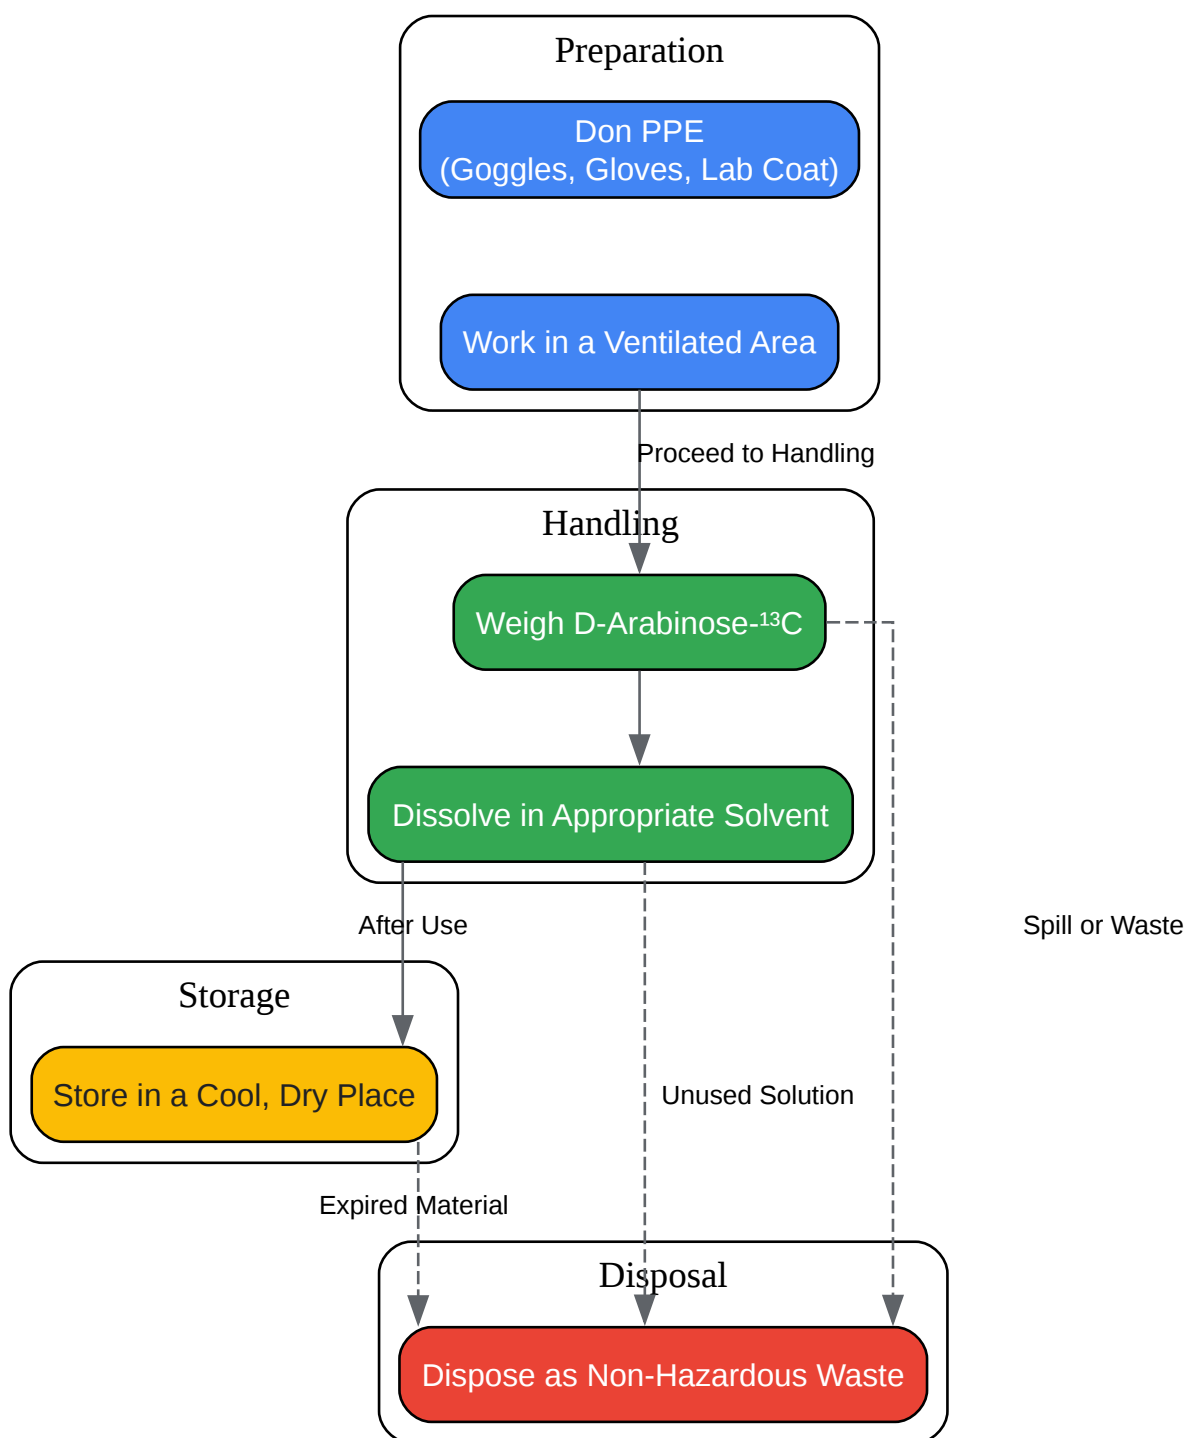 Preparation
Don PPE
(Goggles, Gloves, Lab Coat)
Work in a Ventilated Area
Proceed to Handling
Handling
Weigh D-Arabinose-¹³C
Dissolve in Appropriate Solvent
After Use
Spill or Waste
Storage
Store in a Cool, Dry Place
Unused Solution
Expired Material
Disposal
Dispose as Non-Hazardous Waste